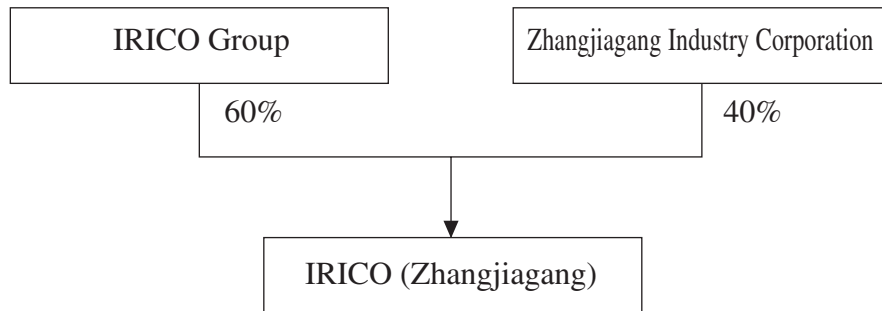 IRICO Group
Zhangjiagang Industry Corporation
60%
40%
IRICO (Zhangjiagang)